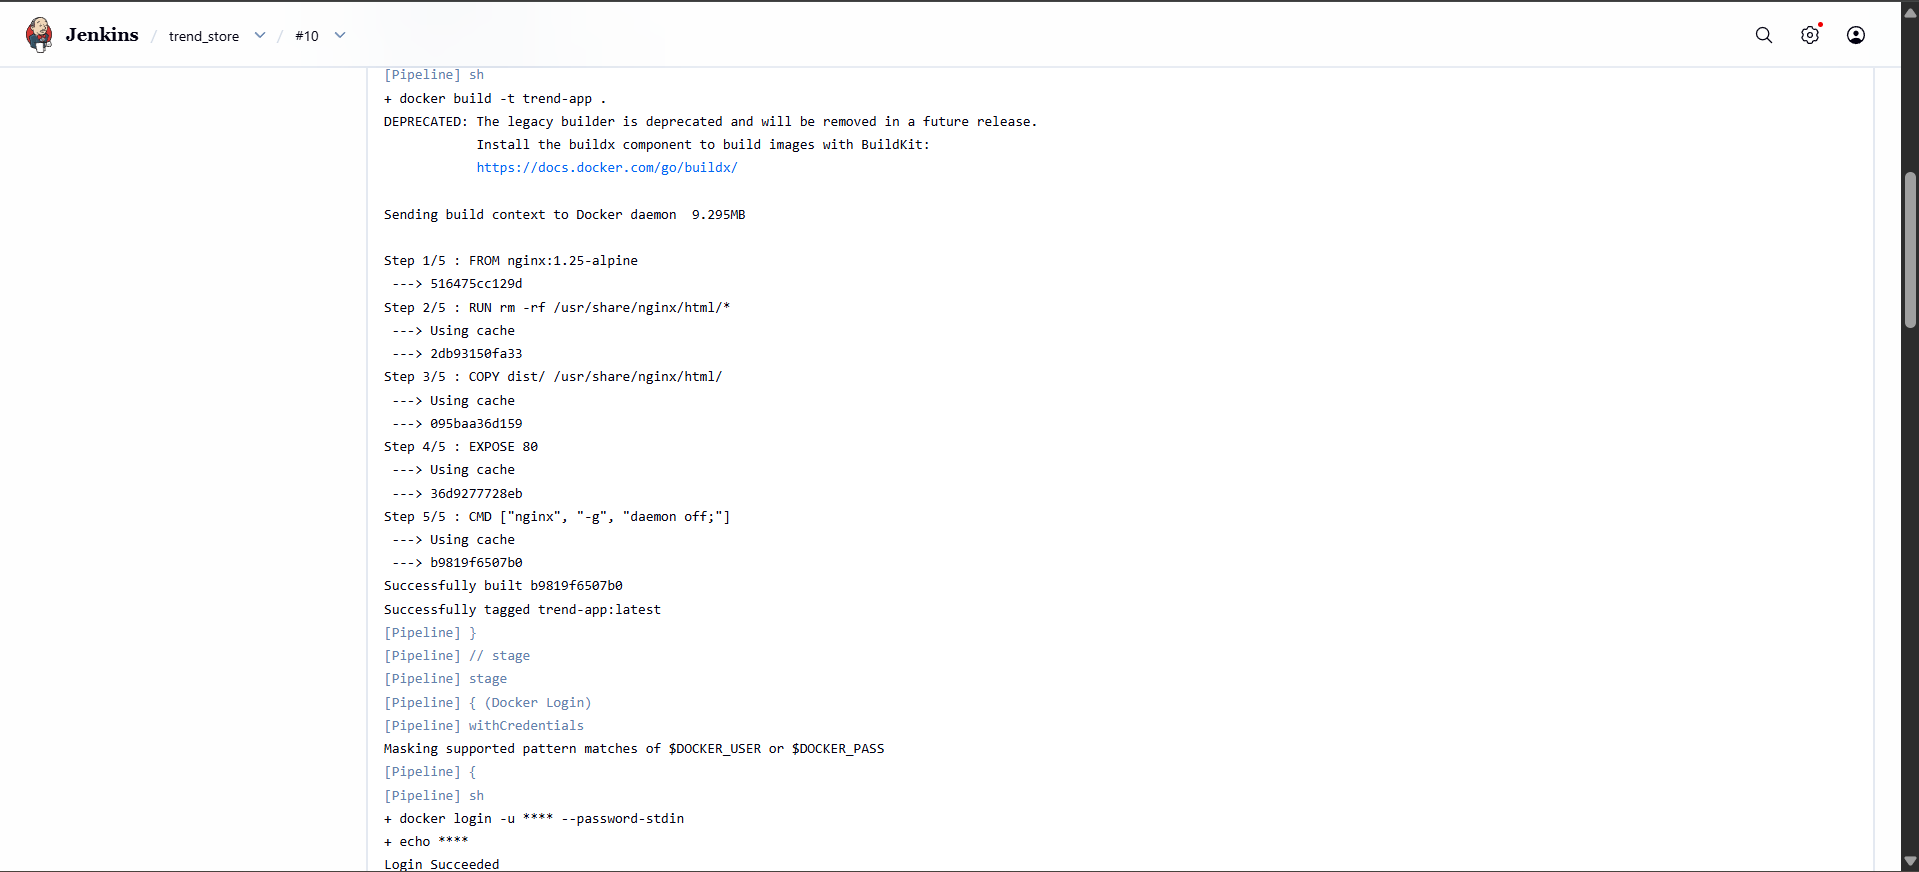 Jenkins / trend_store / #10
[Pipeline] sh
+ docker build -t trend-app .
DEPRECATED: The legacy builder is deprecated and will be removed in a future release.
Install the buildx component to build images with BuildKit:
https://docs.docker.com/go/buildx/
Sending build context to Docker daemon  9.295MB
Step 1/5 : FROM nginx:1.25-alpine
---> 516475cc129d
Step 2/5 : RUN rm -rf /usr/share/nginx/html/*
---> Using cache
---> 2db93150fa33
Step 3/5 : COPY dist/ /usr/share/nginx/html/
---> Using cache
---> 095baa36d159
Step 4/5 : EXPOSE 80
---> Using cache
---> 36d9277728eb
Step 5/5 : CMD ["nginx", "-g", "daemon off;"]
---> Using cache
---> b9819f6507b0
Successfully built b9819f6507b0
Successfully tagged trend-app:latest
[Pipeline] }
[Pipeline] // stage
[Pipeline] stage
[Pipeline] { (Docker Login)
[Pipeline] withCredentials
Masking supported pattern matches of $DOCKER_USER or $DOCKER_PASS
[Pipeline] {
[Pipeline] sh
+ docker login -u **** --password-stdin
+ echo ****
Login Succeeded